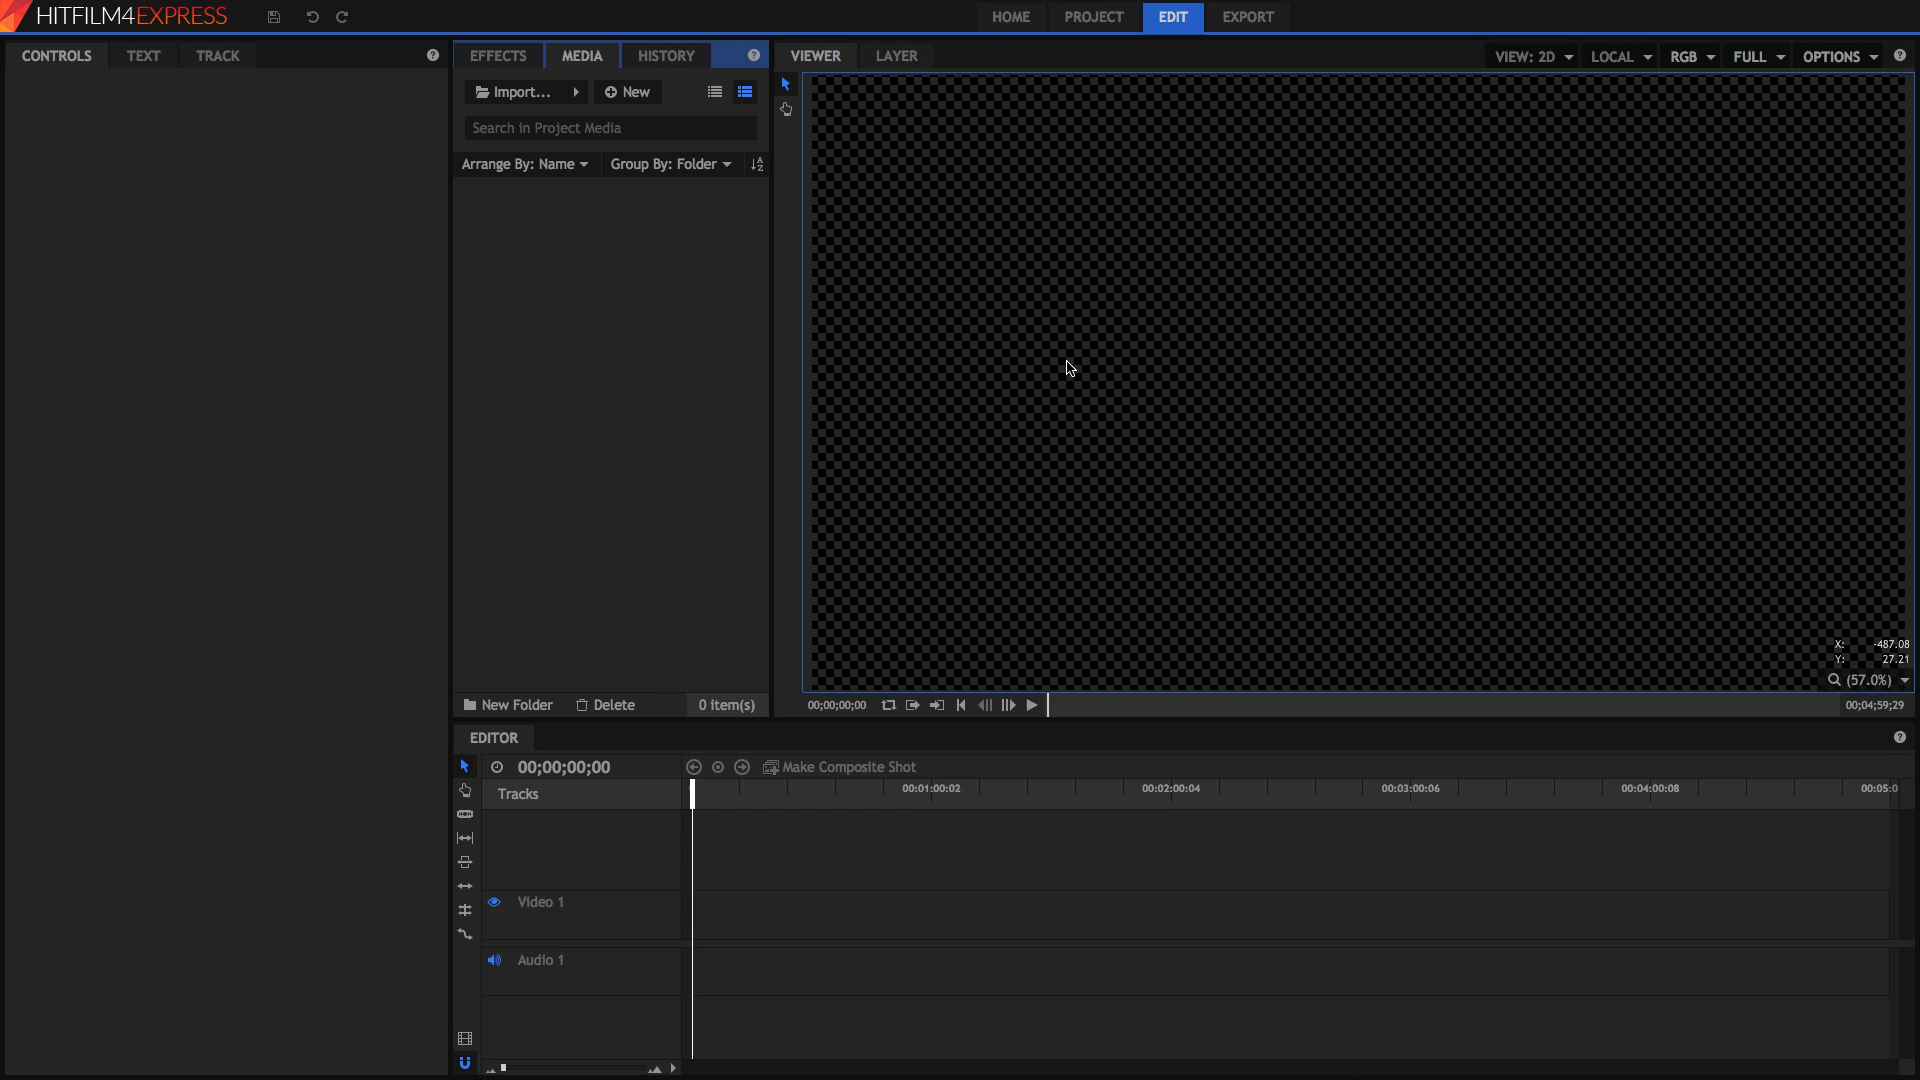 HITFILM4EXPRESS
HOME PROJECT EDIT EXPORT
CONTROLS TEXT TRACK
EFFECTS MEDIA HISTORY
VIEWER LAYER
VIEW: 2D LOCAL RGB FULL OPTIONS
Import... New
Search in Project Media
Arrange By: Name Group By: Folder
X: -487.08
Y: 27.21
(57.0%)
New Folder Delete 0 item(s)
00;00;00;00
00;04;59;29
EDITOR
00;00;00;00
Make Composite Shot
Tracks
00:01:00:02 00:02:00:04 00:03:00:06 00:04:00:08 00:05:0
Video 1
Audio 1